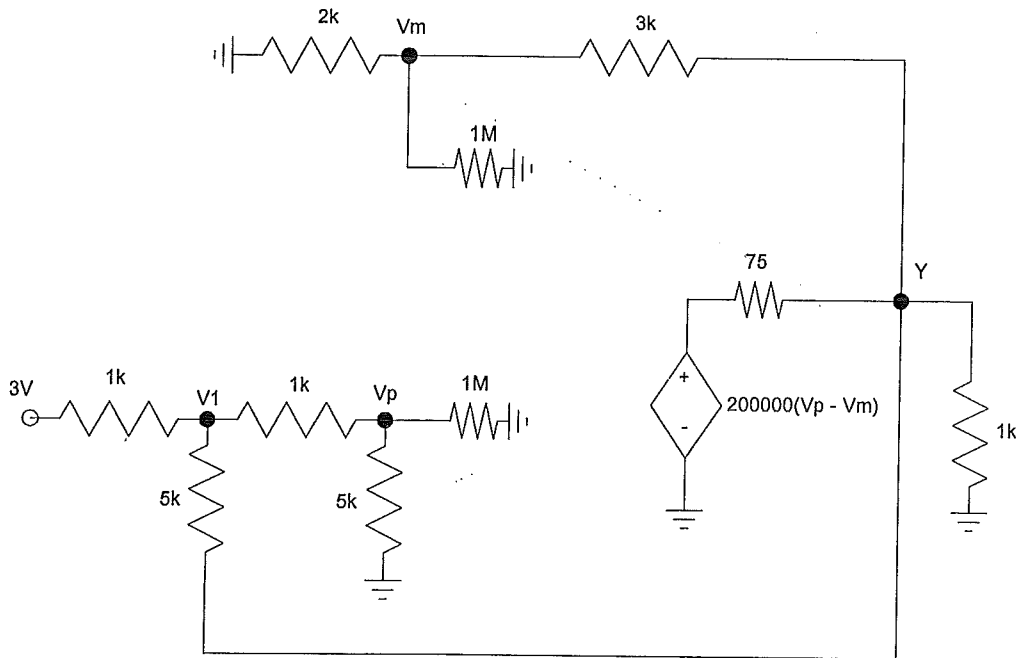 2k
Vm
3k
1M
75
Y
3V
1k
V1
1k
Vp
1M
+
200000(Vp - Vm)
-
1k
5k
5k